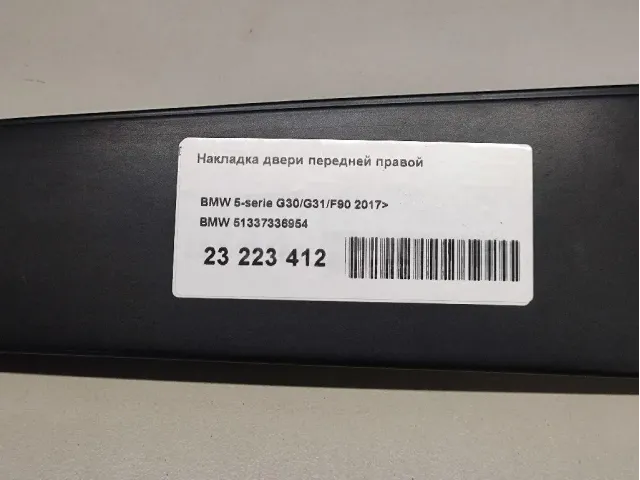 Накладка двери передней правой
BMW 5-serie G30/G31/F90 2017>
BMW 51337336954
23 223 412